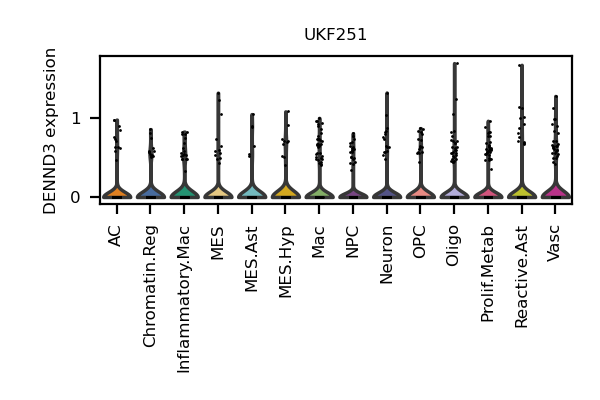 UKF251
DENND3 expression
1
0
AC
Chromatin.Reg
Inflammatory.Mac
MES
MES.Ast
MES.Hyp
Mac
NPC
Neuron
OPC
Oligo
Prolif.Metab
Reactive.Ast
Vasc